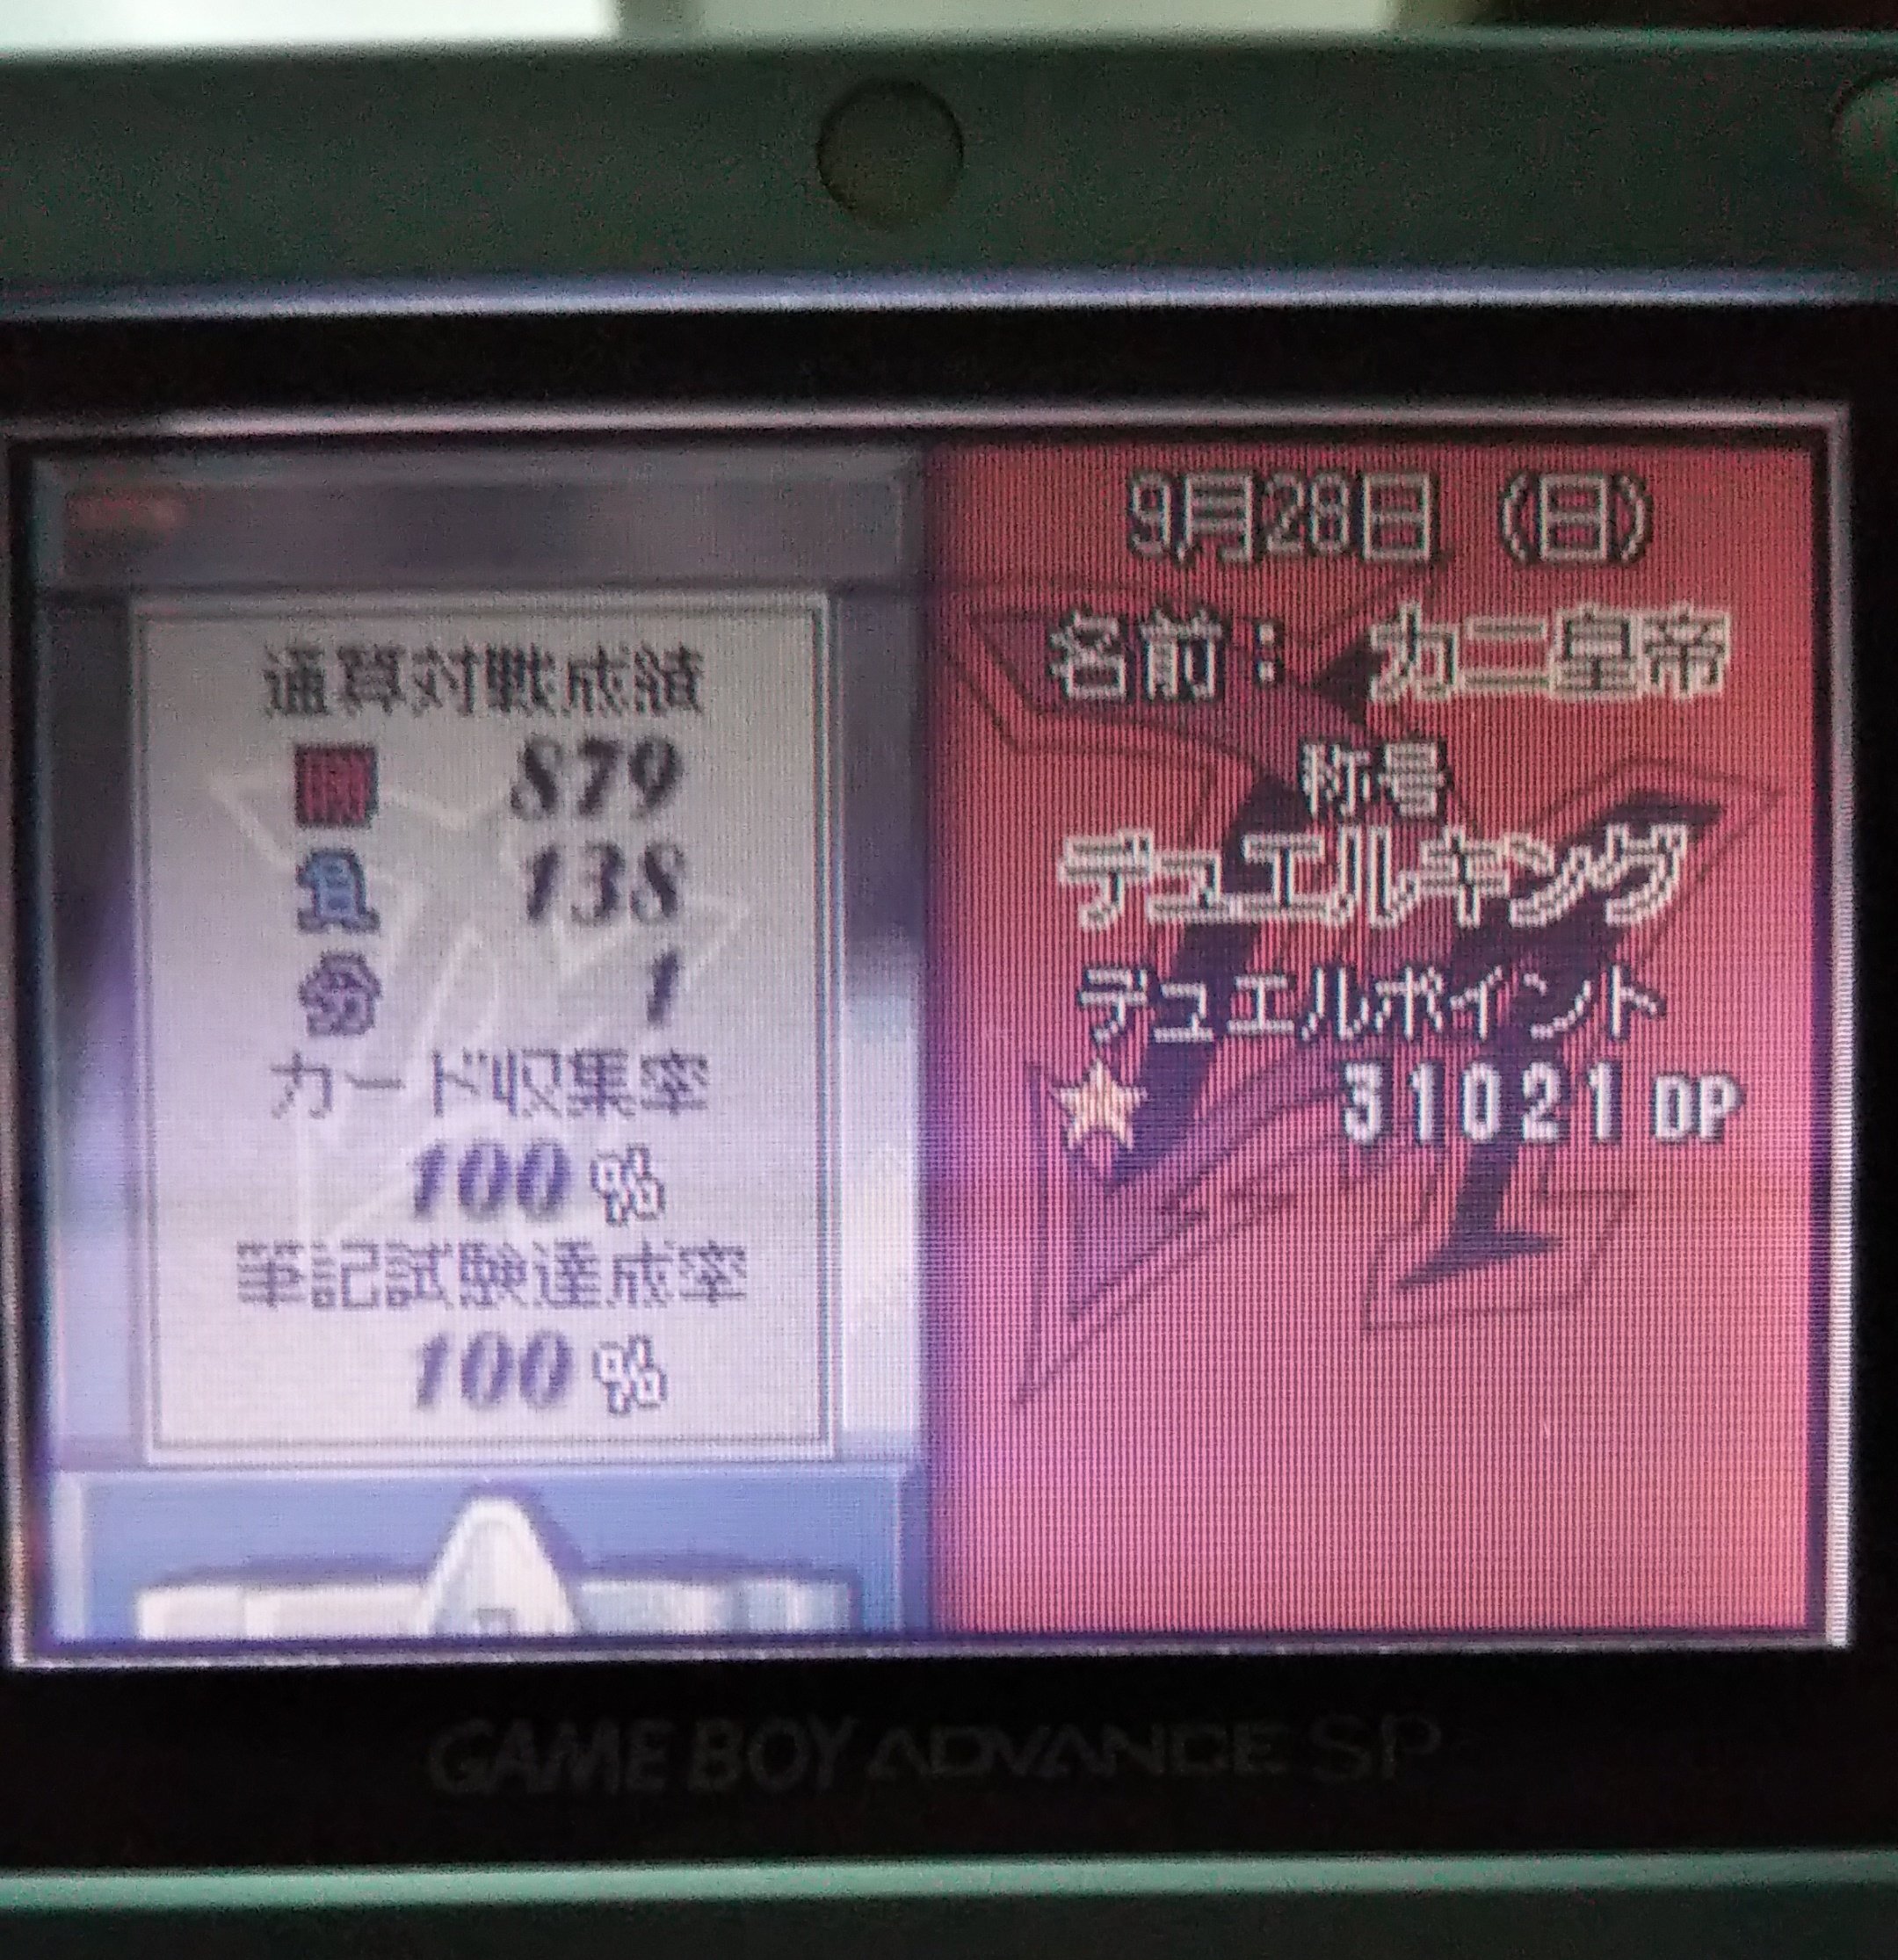 通算対戦成績
勝 879
負 138
分 1
カード収集率
100 %
筆記試験達成率
100 %
9月28日 (日)
名前： カニ皇帝
称号
デュエルキング
デュエルポイント
★ 31021 DP
GAME BOY ADVANCE SP